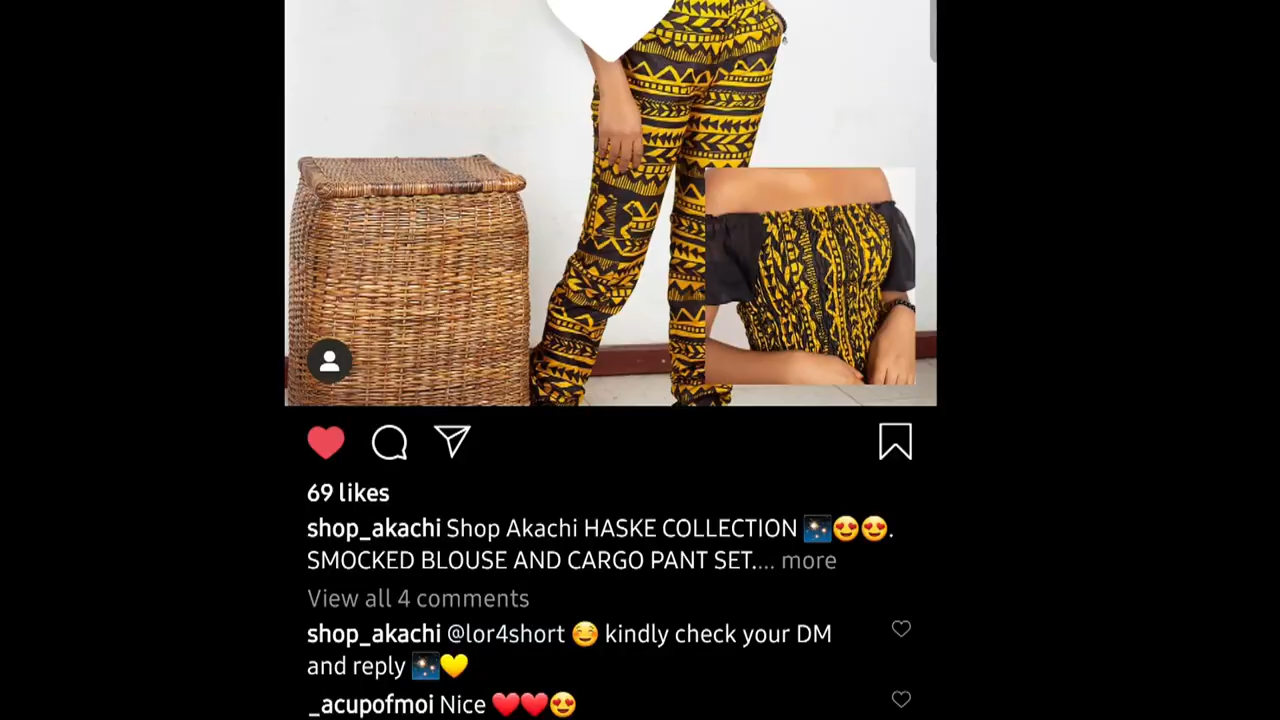 69 likes
shop_akachi Shop Akachi HASKE COLLECTION 🎇😍😍.
SMOCKED BLOUSE AND CARGO PANT SET.... more
View all 4 comments
shop_akachi @lor4short ☺️ kindly check your DM
and reply 🎇💛
_acupofmoi Nice ❤️❤️😍